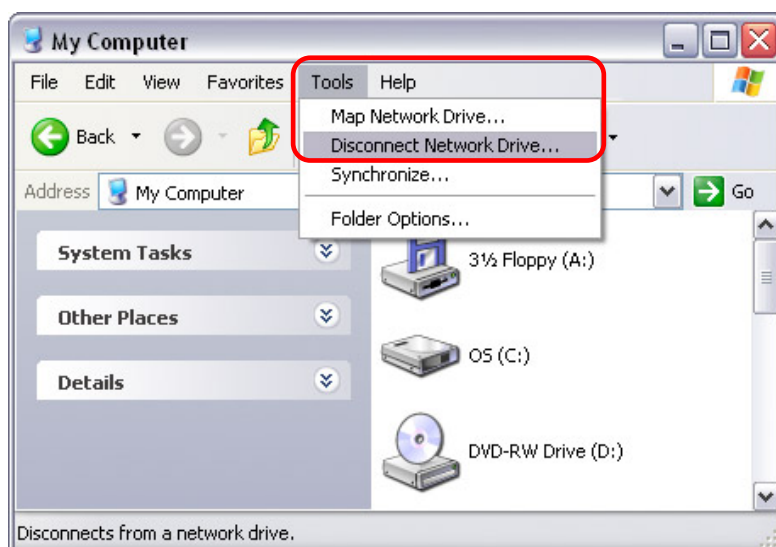 My Computer
File Edit View Favorites Tools Help
Map Network Drive...
Back
Disconnect Network Drive...
Synchronize...
Address My Computer Go
Folder Options...
System Tasks
3½ Floppy (A:)
Other Places
OS (C:)
Details
DVD-RW Drive (D:)
Disconnects from a network drive.